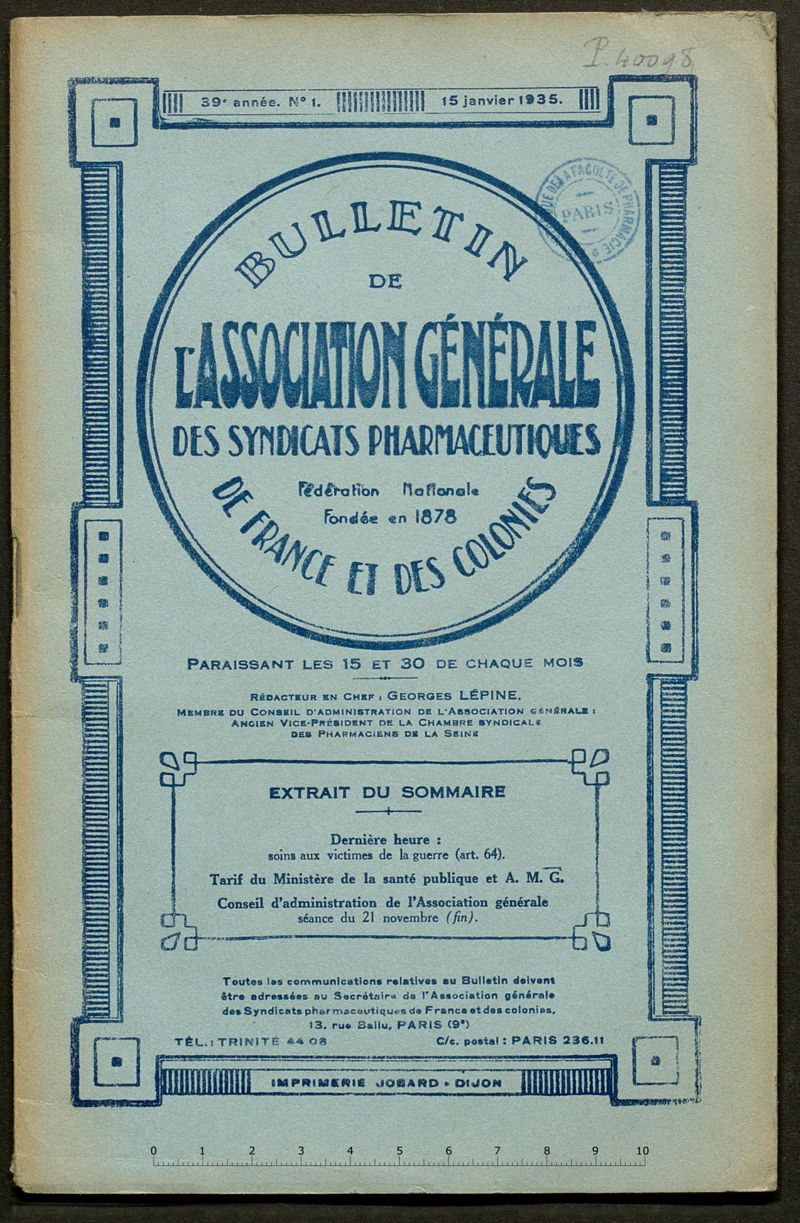 P. 40098
39e année. N° 1. 15 janvier 1935.
BULLETIN
DE
L'ASSOCIATION GÉNÉRALE
DES SYNDICATS PHARMACEUTIQUES
Fédération Nationale
Fondée en 1878
DE FRANCE ET DES COLONIES
DE LA FACULTÉ DE PHARMACIE
PARIS
PARAISSANT LES 15 ET 30 DE CHAQUE MOIS
RÉDACTEUR EN CHEF : GEORGES LÉPINE,
MEMBRE DU CONSEIL D'ADMINISTRATION DE L'ASSOCIATION GÉNÉRALE :
ANCIEN VICE-PRÉSIDENT DE LA CHAMBRE SYNDICALE
DES PHARMACIENS DE LA SEINE
EXTRAIT DU SOMMAIRE
Dernière heure :
soins aux victimes de la guerre (art. 64).
Tarif du Ministère de la santé publique et A. M. G.
Conseil d'administration de l'Association générale
séance du 21 novembre (fin).
Toutes les communications relatives au Bulletin doivent
être adressées au Secrétaire de l'Association générale
des Syndicats pharmaceutiques de France et des colonies,
13, rue Ballu, PARIS (9e)
TÉL. : TRINITÉ 44 08 C/c. postal : PARIS 236.11
IMPRIMERIE JOBARD - DIJON
0 1 2 3 4 5 6 7 8 9 10